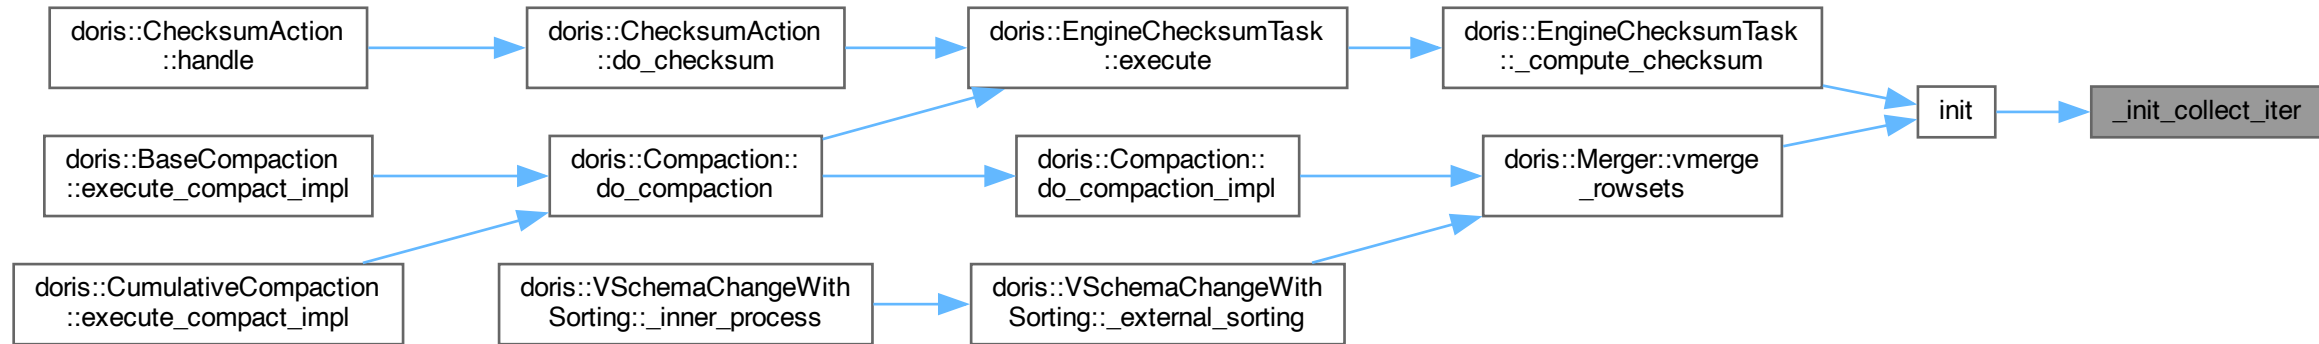 doris::ChecksumAction
::handle
doris::ChecksumAction
::do_checksum
doris::EngineChecksumTask
::execute
doris::EngineChecksumTask
::_compute_checksum
init
_init_collect_iter
doris::BaseCompaction
::execute_compact_impl
doris::Compaction::
do_compaction
doris::Compaction::
do_compaction_impl
doris::Merger::vmerge
_rowsets
doris::CumulativeCompaction
::execute_compact_impl
doris::VSchemaChangeWith
Sorting::_inner_process
doris::VSchemaChangeWith
Sorting::_external_sorting